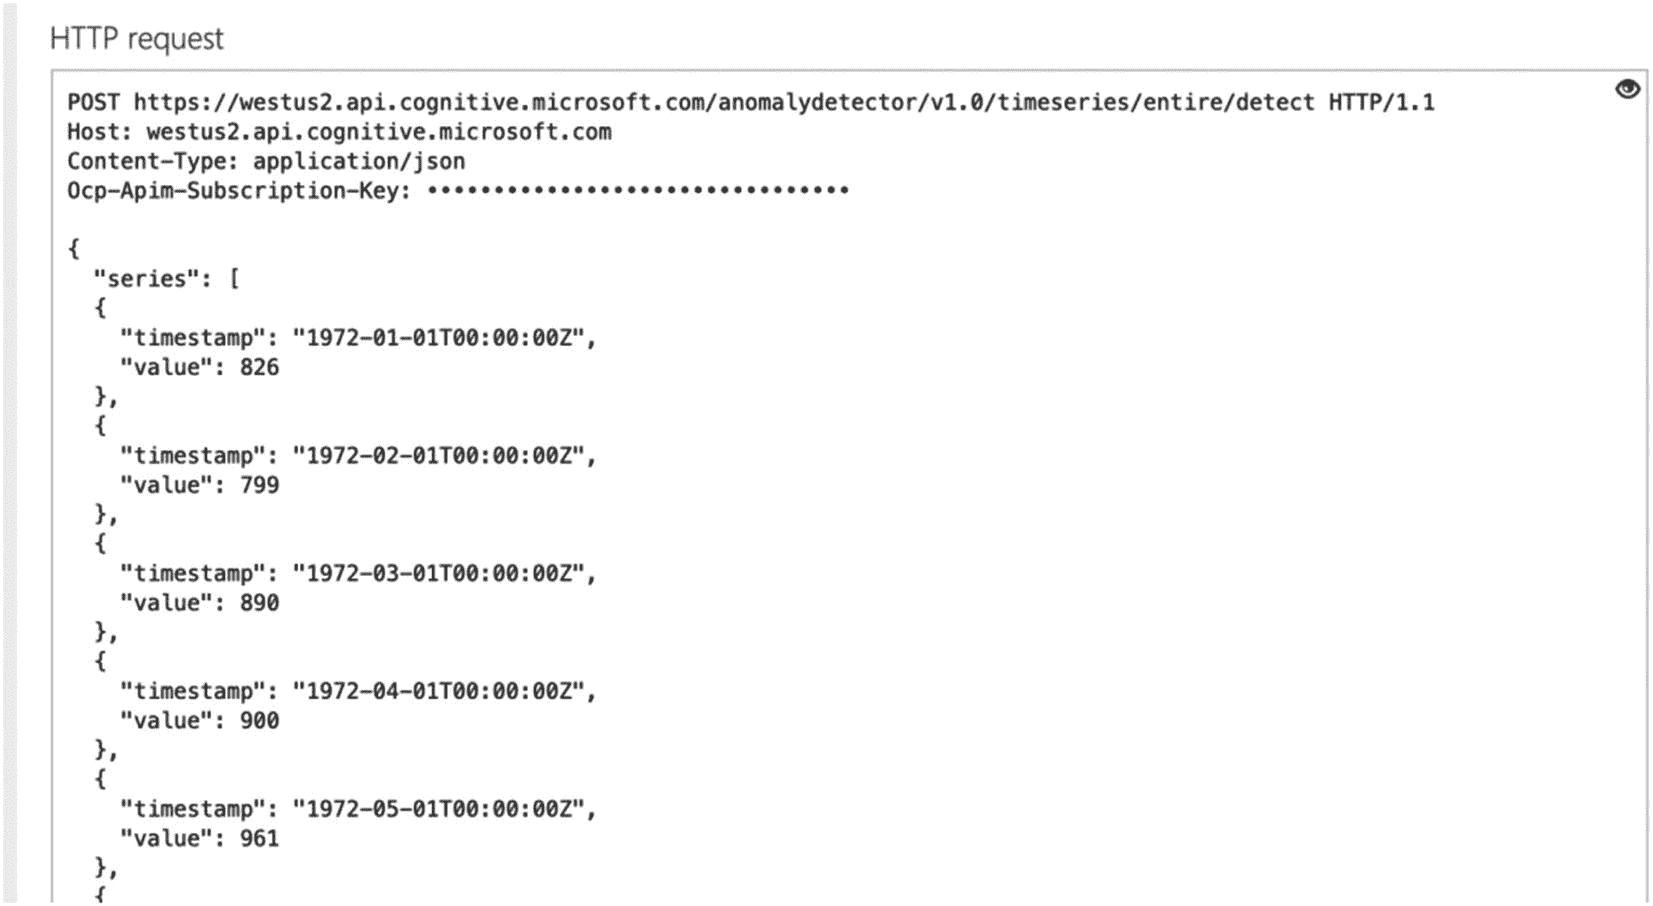 HTTP request
POST https://westus2.api.cognitive.microsoft.com/anomalydetector/v1.0/timeseries/entire/detect HTTP/1.1
Host: westus2.api.cognitive.microsoft.com
Content-Type: application/json
Ocp-Apim-Subscription-Key: ••••••••••••••••••••••••••••••••
{
"series": [
{
"timestamp": "1972-01-01T00:00:00Z",
"value": 826
},
{
"timestamp": "1972-02-01T00:00:00Z",
"value": 799
},
{
"timestamp": "1972-03-01T00:00:00Z",
"value": 890
},
{
"timestamp": "1972-04-01T00:00:00Z",
"value": 900
},
{
"timestamp": "1972-05-01T00:00:00Z",
"value": 961
},
{